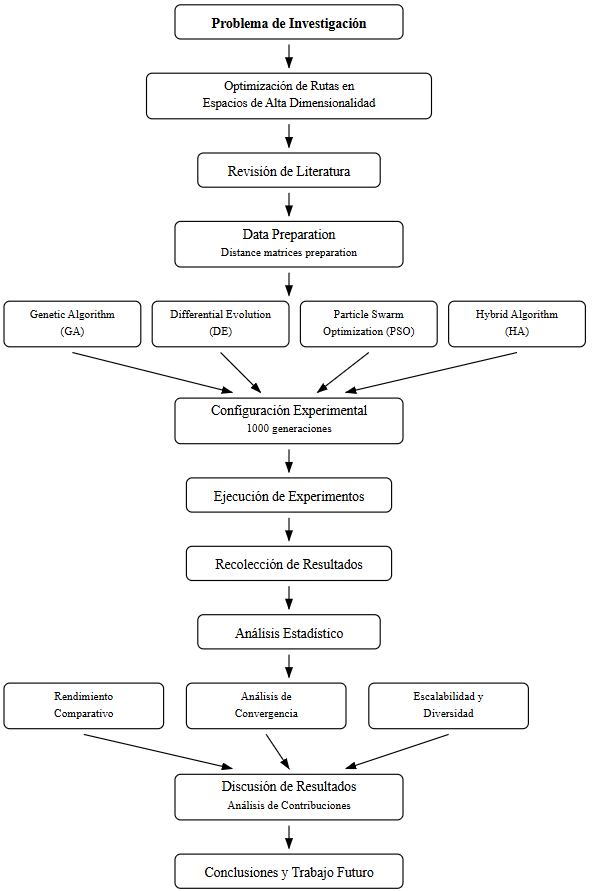 Problema de Investigación
Optimización de Rutas en
Espacios de Alta Dimensionalidad
Revisión de Literatura
Data Preparation
Distance matrices preparation
Genetic Algorithm
(GA)
Differential Evolution
(DE)
Particle Swarm
Optimization (PSO)
Hybrid Algorithm
(HA)
Confíguración Experimental
1000 generaciones
Ejecución de Experimentos
Recolección de Resultados
Análisis Estadístico
Rendimiento
Comparativo
Análisis de
Convergencia
Escalabilidad y
Diversidad
Discusión de Resultados
Análisis de Contribuciones
Conclusiones y Trabajo Futuro